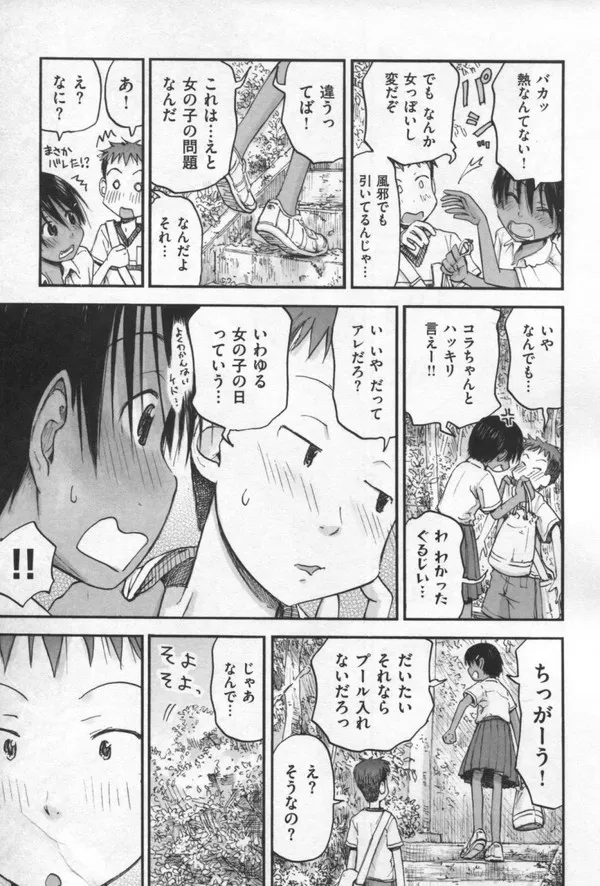 バカッ
熱なんてない!
パシッ
でも なんか
女っぽいし
変だぞ
風邪でも
引いてるんじゃ…
違うっ
てば!
これは…えと
女の子の問題
なんだ
なんだよ
それ…
あ!
え?
なに?
まさか
バレた!?
いや
なんでも…
コラちゃんと
ハッキリ
言えー!!
わ わかった
ぐるじい…
い いや だって
アレだろ?
いわゆる
女の子の日
っていう…
よくわかんない
けど…
!!
ちっがーう!
だいたい
それなら
プール入れ
ないだろっ
え?
そうなの?
じゃあ
なんで…
そよ
そよ